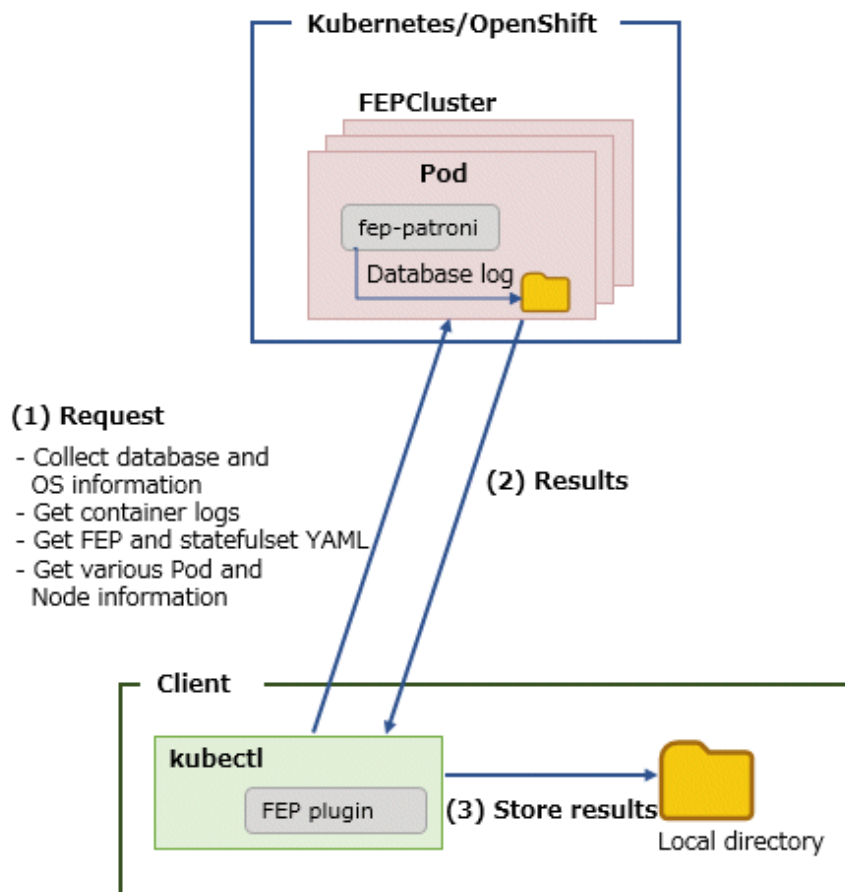 Kubernetes/OpenShift
FEPCluster
Pod
fep-patroni
Database log
(1) Request
- Collect database and
OS information
- Get container logs
- Get FEP and statefulset YAML
- Get various Pod and
Node information
(2) Results
Client
kubectl
FEP plugin
(3) Store results
Local directory